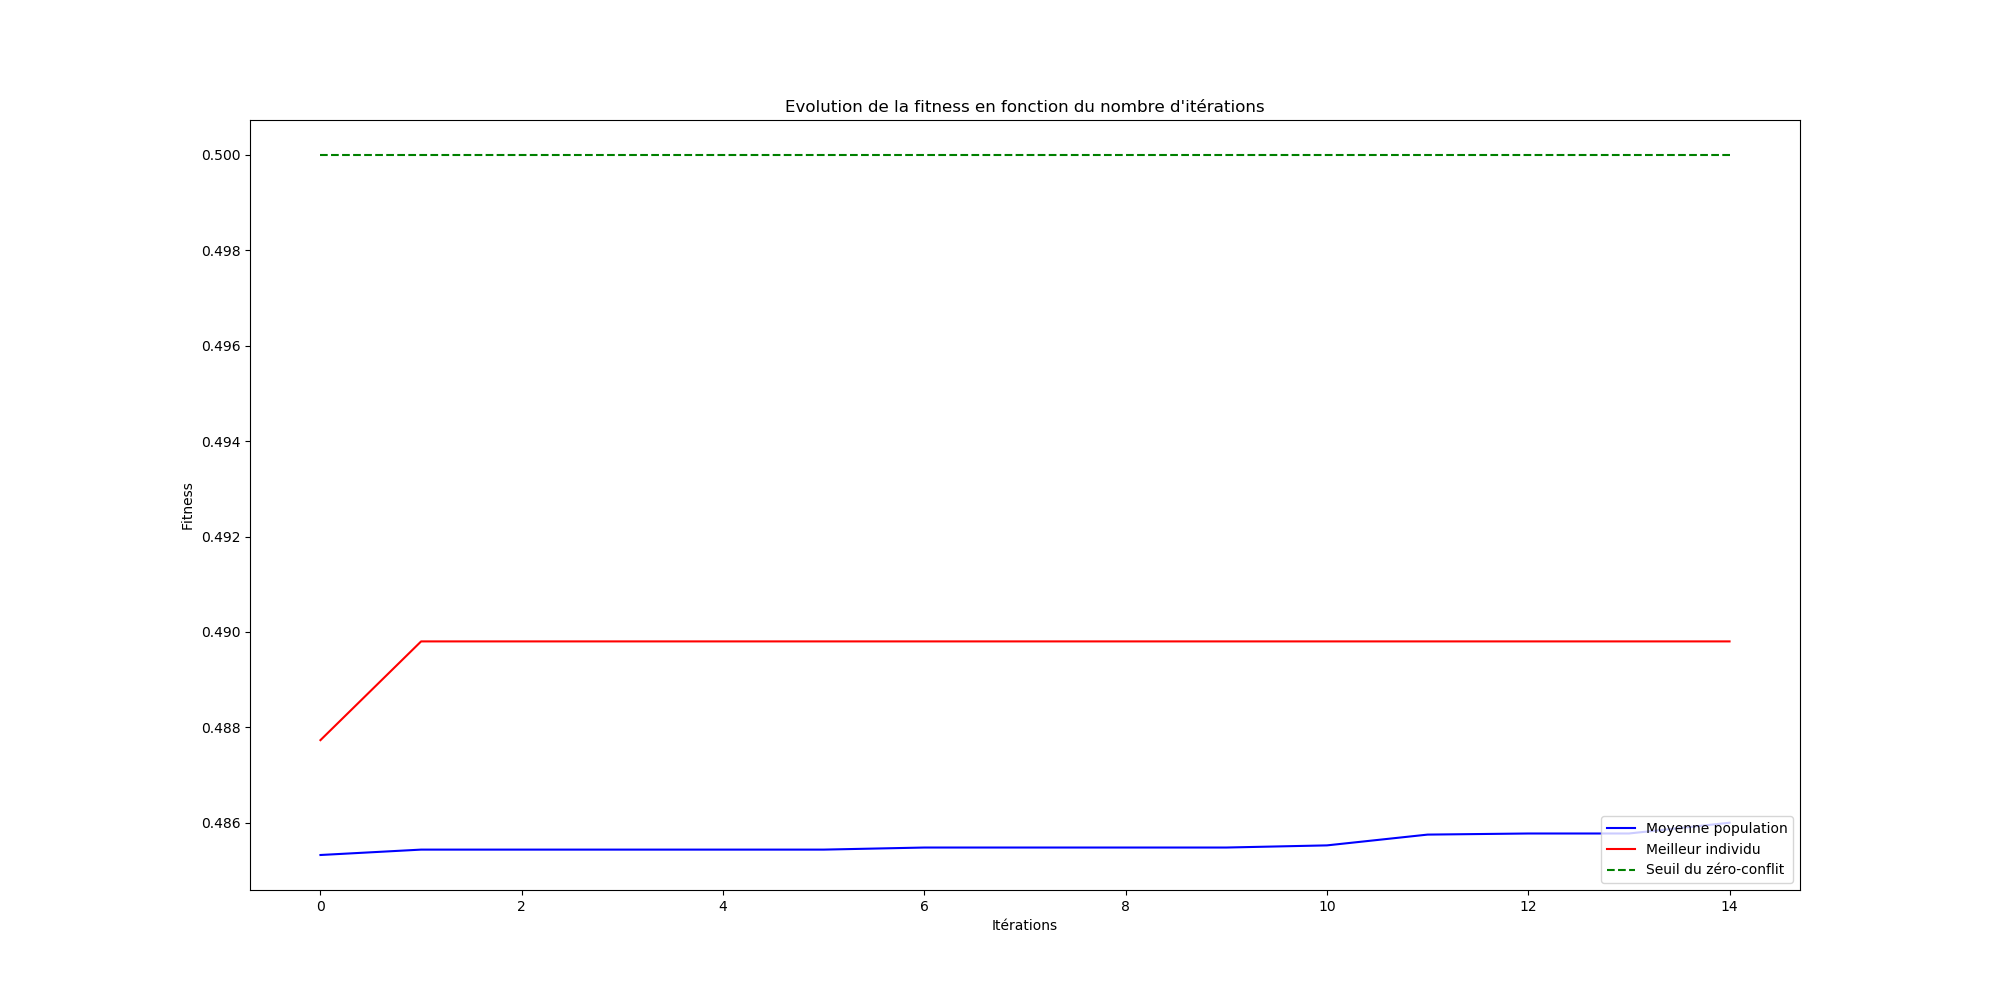 Evolution de la fitness en fonction du nombre d'itérations
0.500
0.498
0.496
0.494
0.492
0.490
0.488
0.486
Fitness
0 2 4 6 8 10 12 14
Itérations
Moyenne population
Meilleur individu
Seuil du zéro-conflit